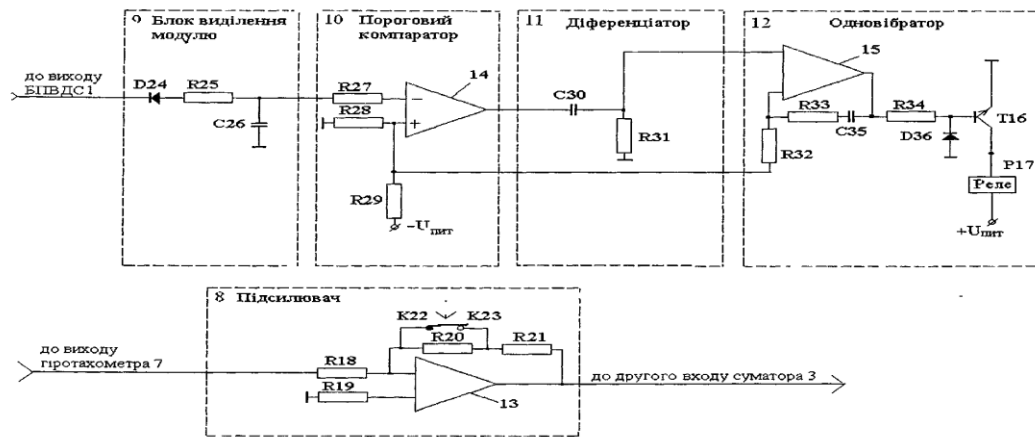 9 Блок виділення
модулю
10 Пороговий
компаратор
11 Діференціатор
12 Одновібратор
до виходу
БПВДС1
D24
R25
C26
R27
R28
R29
−
+
14
-Uпит
C30
R31
15
R33
C35
R32
R34
D36
T16
P17
Реле
+Uпит
8 Підсилювач
до виходу
гіротахометра 7
R18
R19
K22
K23
R20
R21
13
до другого входу суматора 3